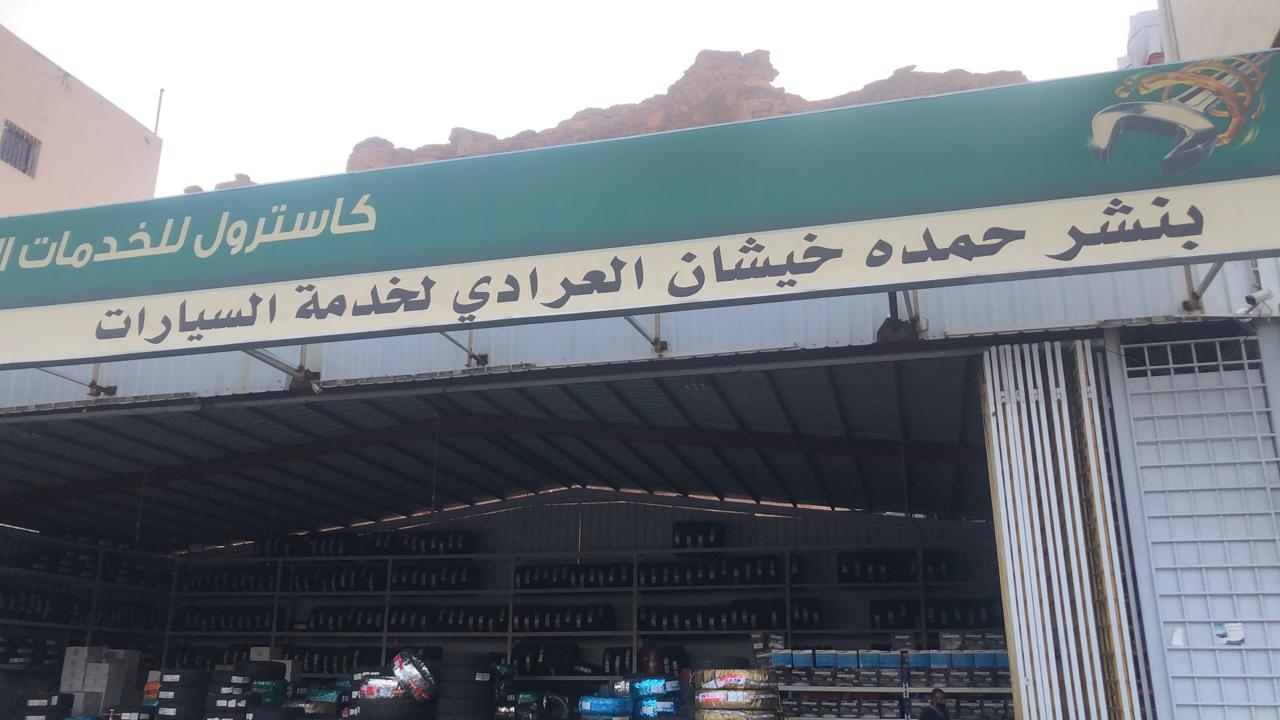 كاسترول للخدمات
بنشر حمده خيشان العرادي لخدمة السيارات